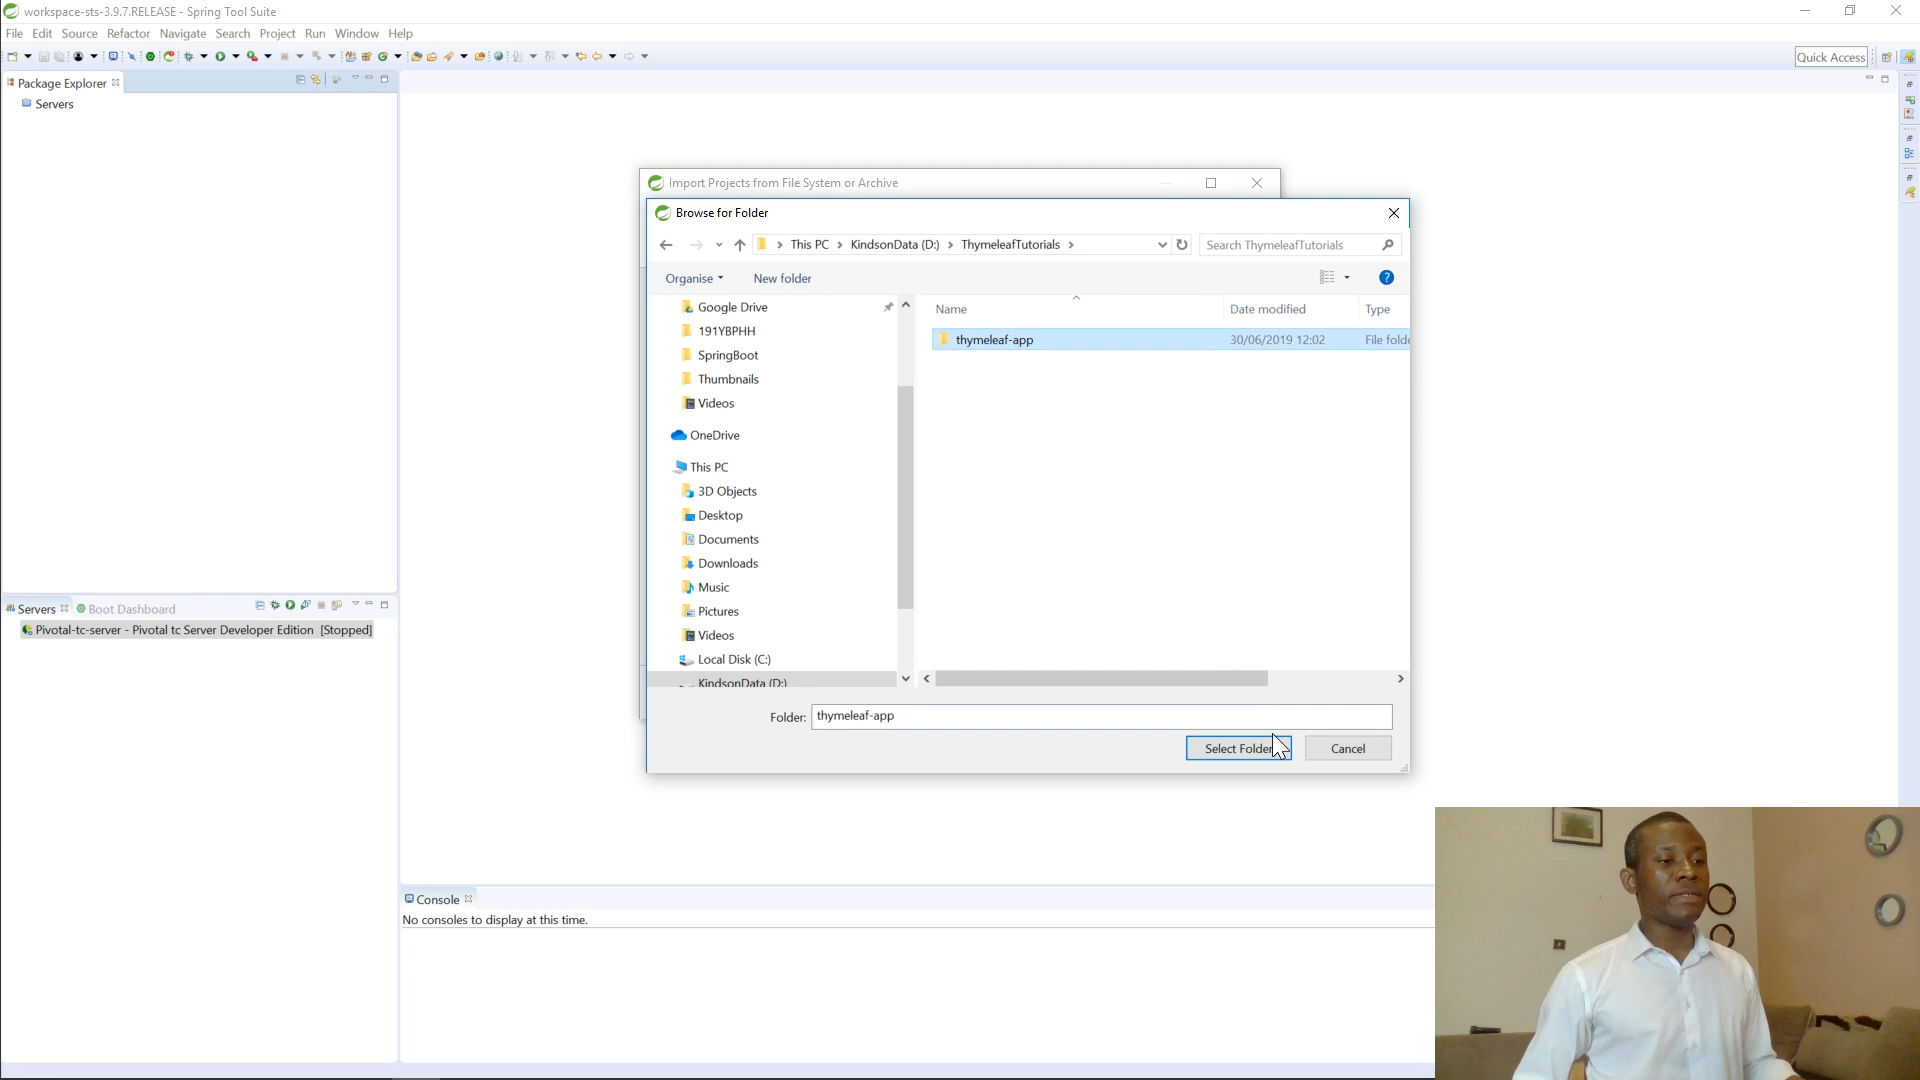 workspace-sts-3.9.7.RELEASE - Spring Tool Suite
File Edit Source Refactor Navigate Search Project Run Window Help
Quick Access
Package Explorer
Servers
Import Projects from File System or Archive
Browse for Folder
This PC > KindsonData (D:) > ThymeleafTutorials >
Search ThymeleafTutorials
Organise
New folder
Name Date modified Type
thymeleaf-app 30/06/2019 12:02 File folde
Google Drive
191YBPHH
SpringBoot
Thumbnails
Videos
OneDrive
This PC
3D Objects
Desktop
Documents
Downloads
Music
Pictures
Videos
Local Disk (C:)
KindsonData (D:)
Folder: thymeleaf-app
Select Folder
Cancel
Servers
Boot Dashboard
Pivotal-tc-server - Pivotal tc Server Developer Edition [Stopped]
Console
No consoles to display at this time.